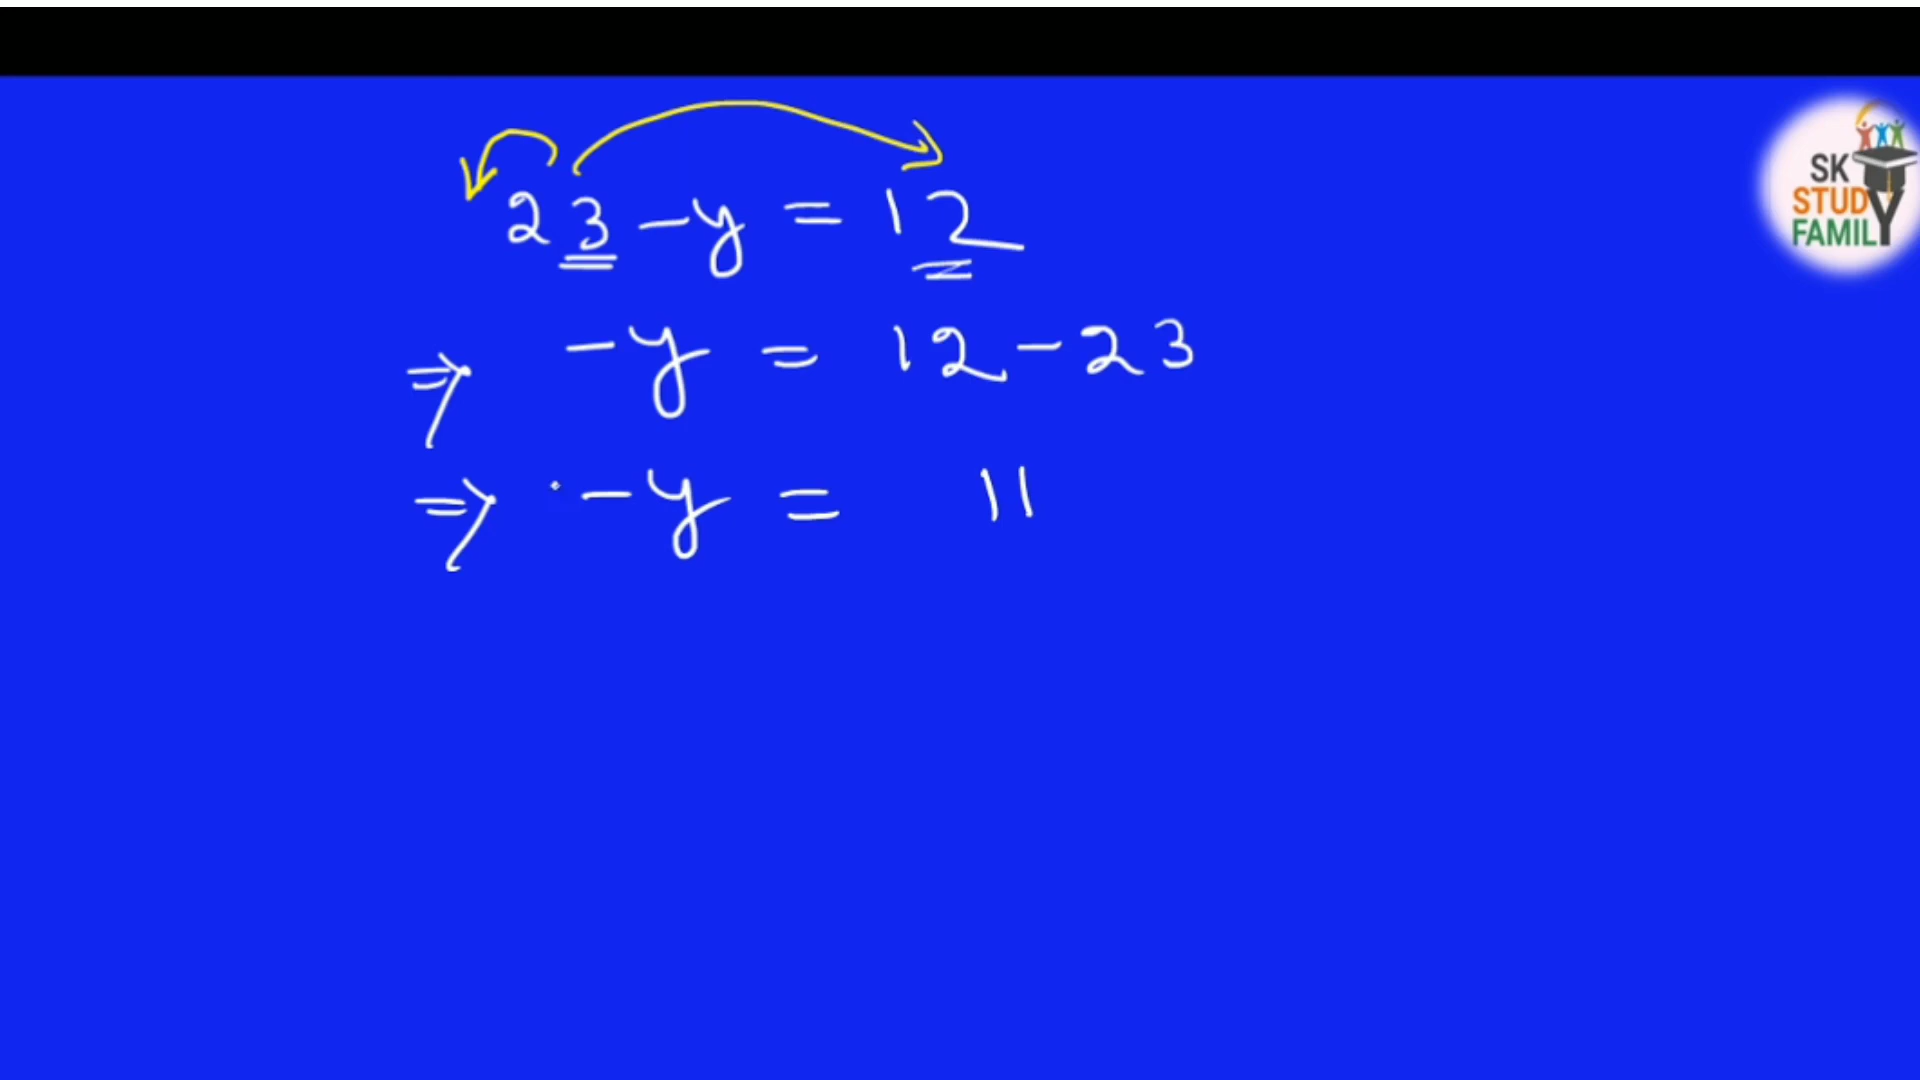 23 - y = 12
⇒ - y = 12 - 23
⇒ - y = 11
SK
STUDY
FAMILY